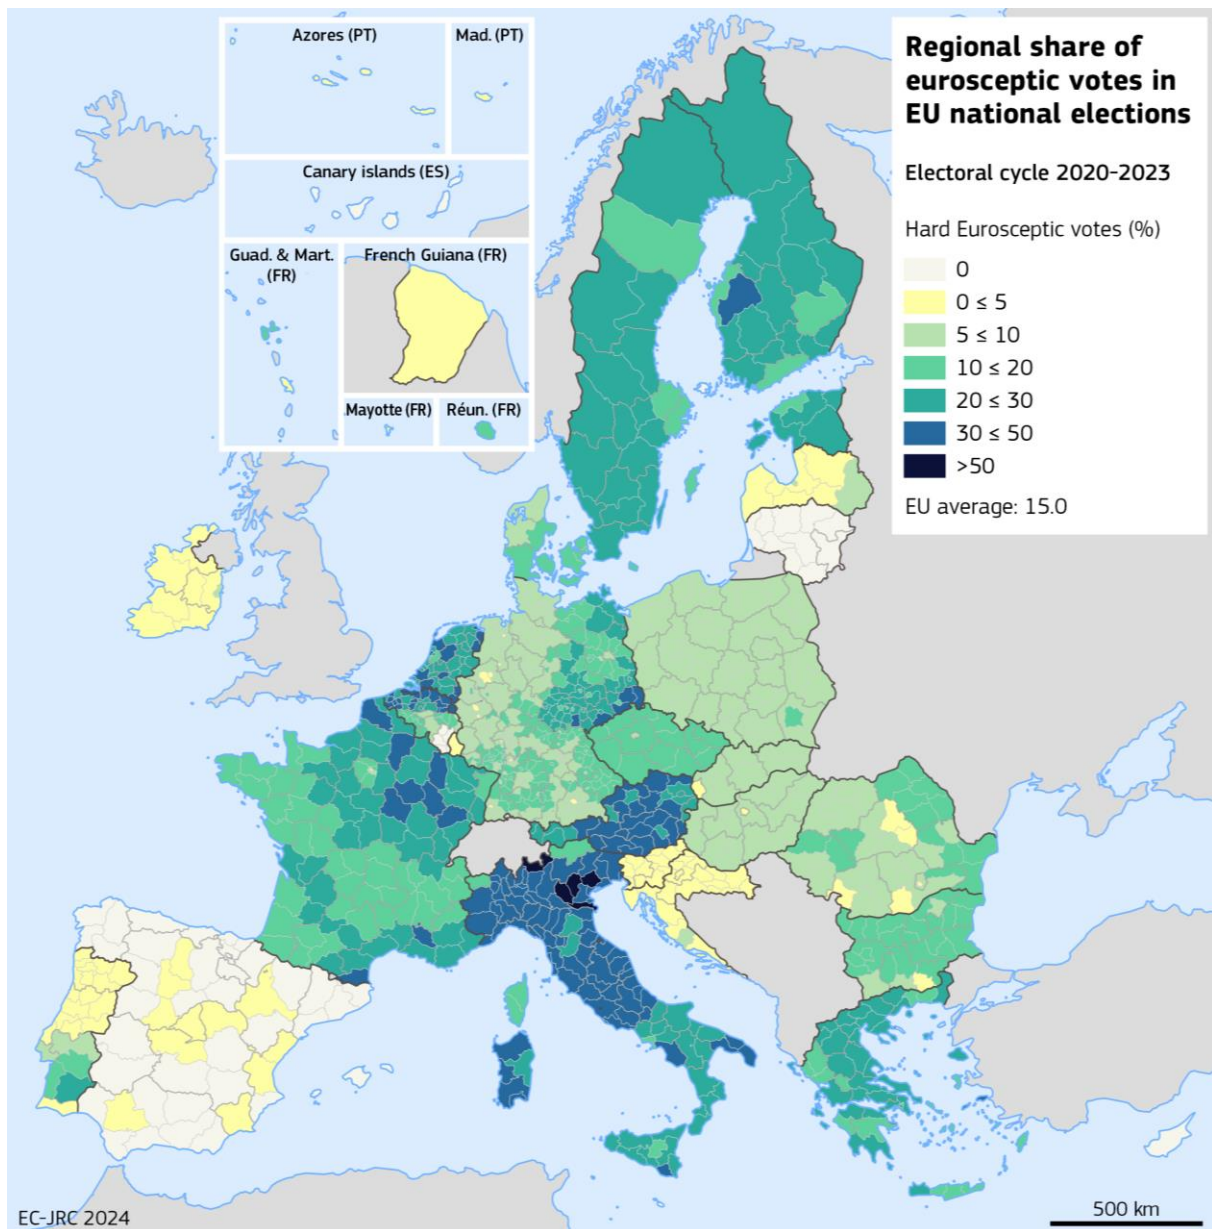 Azores (PT)
Mad. (PT)
Canary islands (ES)
Guad. & Mart.
(FR)
French Guiana (FR)
Mayotte (FR)
Réun. (FR)
Regional share of
eurosceptic votes in
EU national elections
Electoral cycle 2020-2023
Hard Eurosceptic votes (%)
0
0 ≤ 5
5 ≤ 10
10 ≤ 20
20 ≤ 30
30 ≤ 50
>50
EU average: 15.0
EC-JRC 2024
500 km